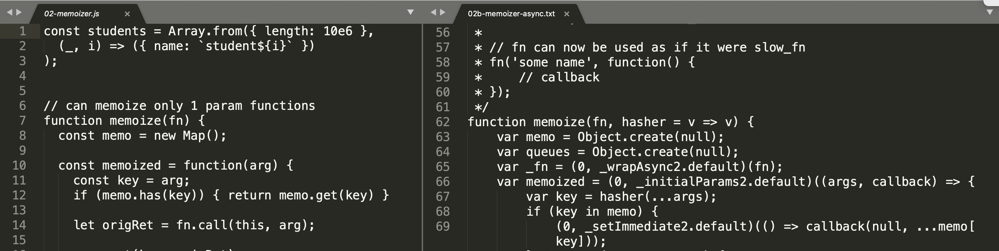 02-memoizer.js ×
1 const students = Array.from({ length: 10e6 },
2   (_, i) => ({ name: `student${i}` })
3 );
4
5
6 // can memoize only 1 param functions
7 function memoize(fn) {
8   const memo = new Map();
9
10   const memoized = function(arg) {
11     const key = arg;
12     if (memo.has(key)) { return memo.get(key) }
13
14     let origRet = fn.call(this, arg);
15
02b-memoizer-async.txt ×
56  *
57  * // fn can now be used as if it were slow_fn
58  * fn('some name', function() {
59  *     // callback
60  * });
61  */
62 function memoize(fn, hasher = v => v) {
63     var memo = Object.create(null);
64     var queues = Object.create(null);
65     var _fn = (0, _wrapAsync2.default)(fn);
66     var memoized = (0, _initialParams2.default)((args, callback) => {
67         var key = hasher(...args);
68         if (key in memo) {
69             (0, _setImmediate2.default)(() => callback(null, ...memo[
            key]));